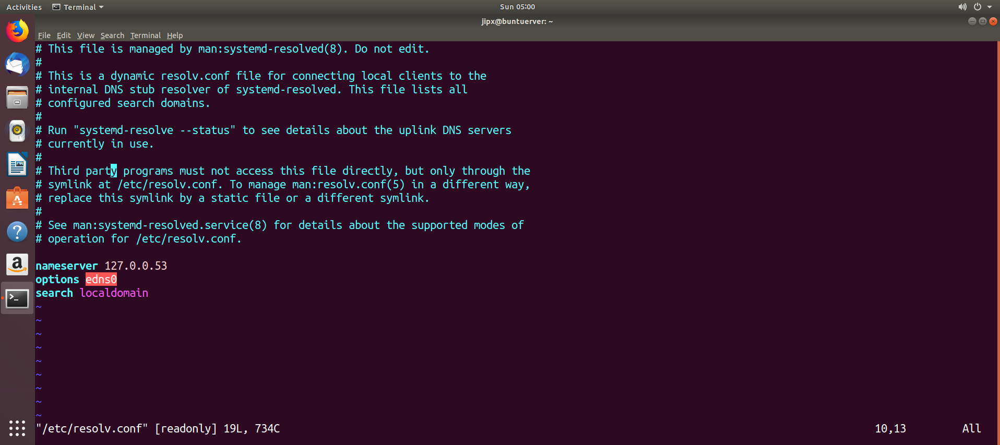 Activities Terminal Sun 05:00
jipx@buntuerver: ~
File Edit View Search Terminal Help
# This file is managed by man:systemd-resolved(8). Do not edit.
#
# This is a dynamic resolv.conf file for connecting local clients to the
# internal DNS stub resolver of systemd-resolved. This file lists all
# configured search domains.
#
# Run "systemd-resolve --status" to see details about the uplink DNS servers
# currently in use.
#
# Third party programs must not access this file directly, but only through the
# symlink at /etc/resolv.conf. To manage man:resolv.conf(5) in a different way,
# replace this symlink by a static file or a different symlink.
#
# See man:systemd-resolved.service(8) for details about the supported modes of
# operation for /etc/resolv.conf.

nameserver 127.0.0.53
options edns0
search localdomain
~
~
~
~
~
~
~
~
~
"/etc/resolv.conf" [readonly] 19L, 734C 10,13 All